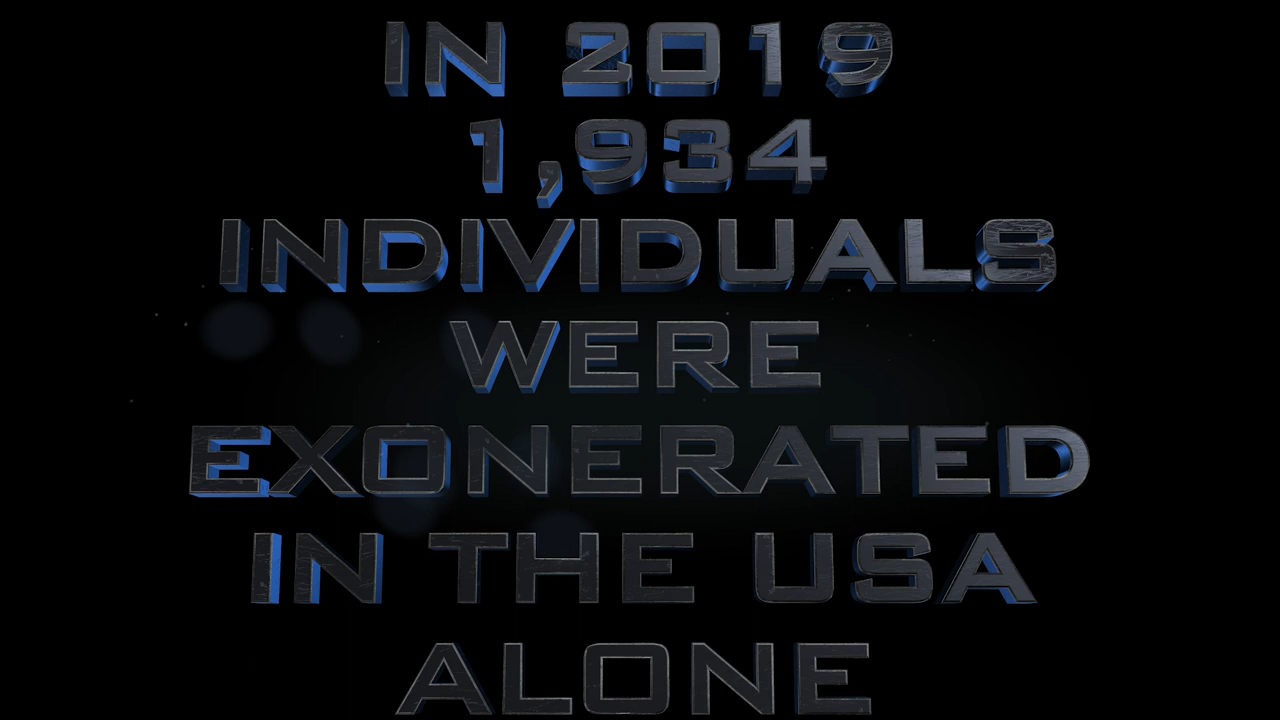 IN 2019
1,934
INDIVIDUALS
WERE
EXONERATED
IN THE USA
ALONE